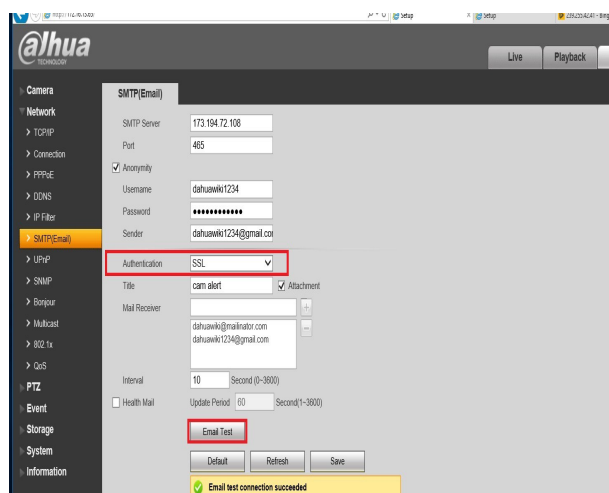 Setup
Setup
alhua
TECHNOLOGY
Live
Playback
Camera
SMTP(Email)
Network
SMTP Server
173.194.72.108
TCP/IP
Port
465
Connection
Anonymity
PPPoE
Username
dahuawiki1234
DDNS
Password
IP Filter
Sender
dahuawiki1234@gmail.cor
SMTP(Email)
UPnP
Authentication
SSL
SNMP
Title
cam alert
Attachment
Bonjour
Mail Receiver
+
Multicast
dahuawiki@mailinator.com
–
802.1x
dahuawiki1234@gmail.com
QoS
PTZ
Interval
10
Second (0~3600)
Event
Health Mail
Update Period
60
Second(1~3600)
Storage
Email Test
System
Default
Refresh
Save
Information
Email test connection succeeded